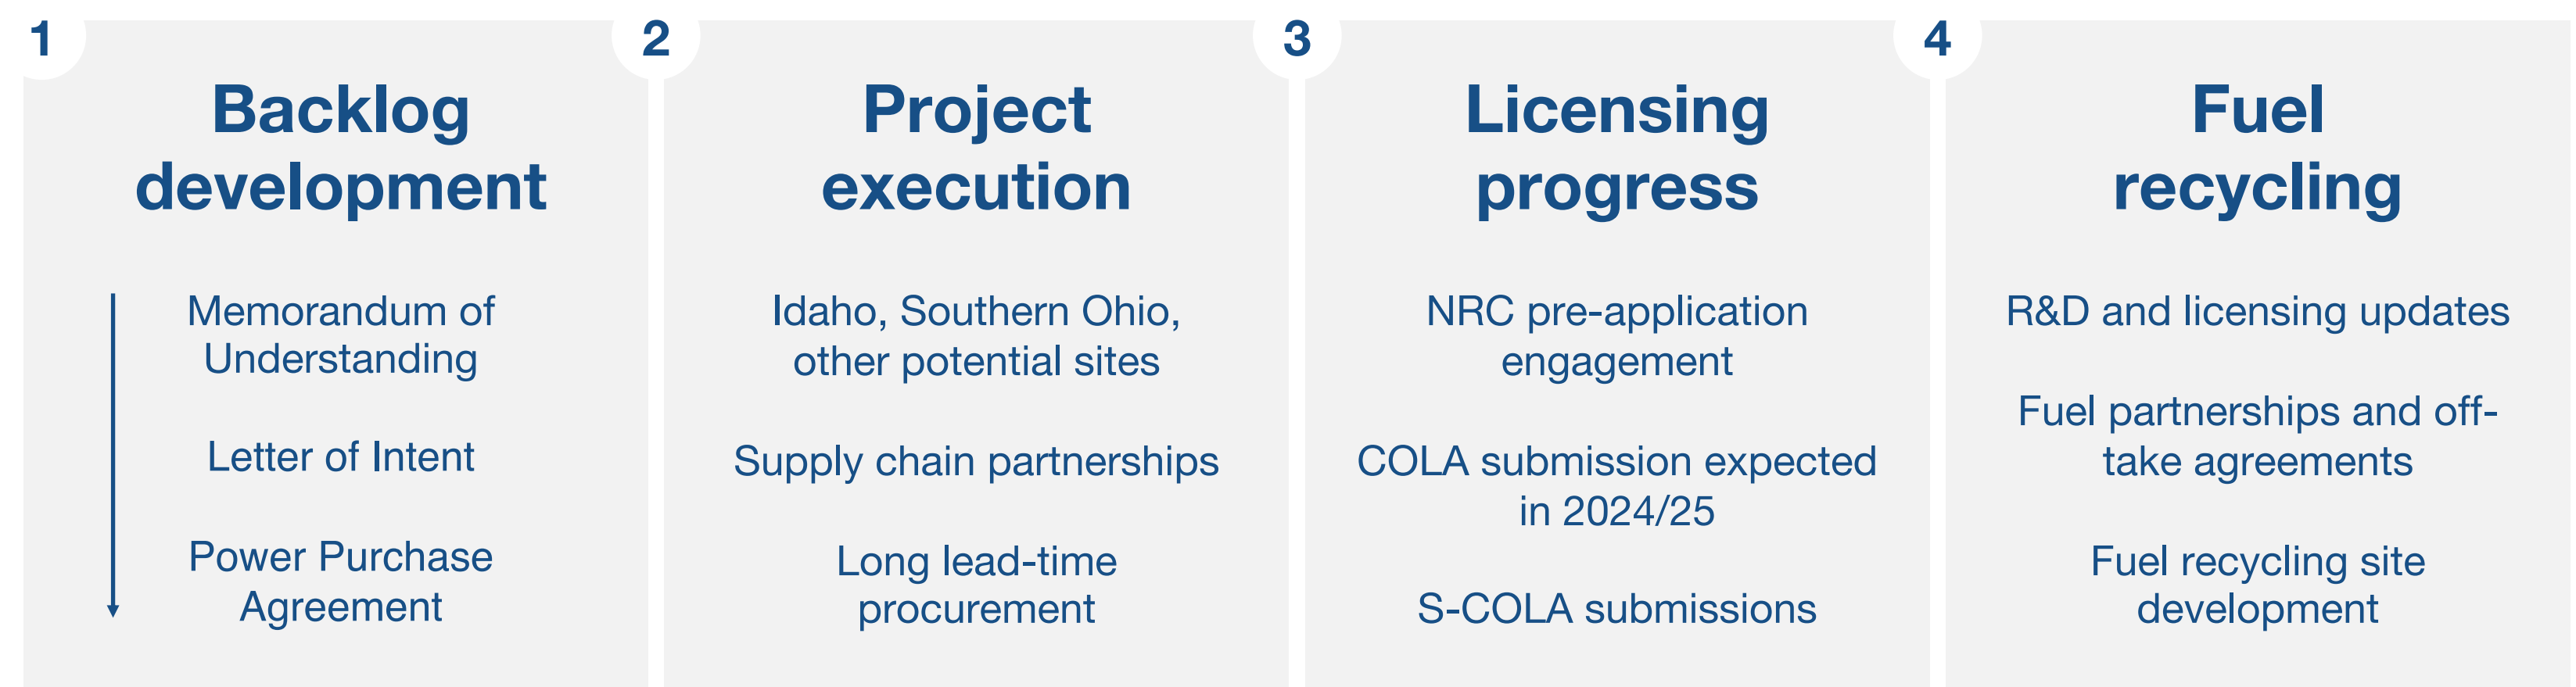 1
Backlog
development
Memorandum of
Understanding
Letter of Intent
Power Purchase
Agreement
2
Project
execution
Idaho, Southern Ohio,
other potential sites
Supply chain partnerships
Long lead-time
procurement
3
Licensing
progress
NRC pre-application
engagement
COLA submission expected
in 2024/25
S-COLA submissions
4
Fuel
recycling
R&D and licensing updates
Fuel partnerships and off-
take agreements
Fuel recycling site
development